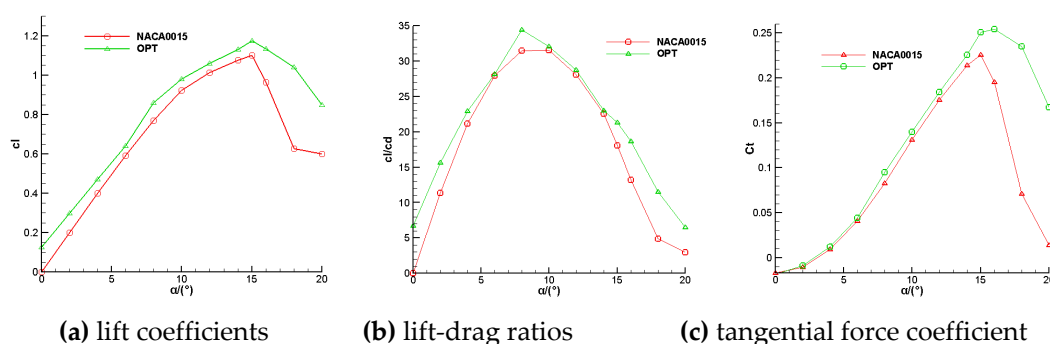 cl
1.2
1
0.8
0.6
0.4
0.2
0
0
5
10
15
20
α/(°)
NACA0015
OPT
(a) lift coefficients
cl/cd
35
30
25
20
15
10
5
0
0
5
10
15
20
α/(°)
NACA0015
OPT
(b) lift-drag ratios
Ct
0.25
0.2
0.15
0.1
0.05
0
0
5
10
15
20
α/(°)
NACA0015
OPT
(c) tangential force coefficient